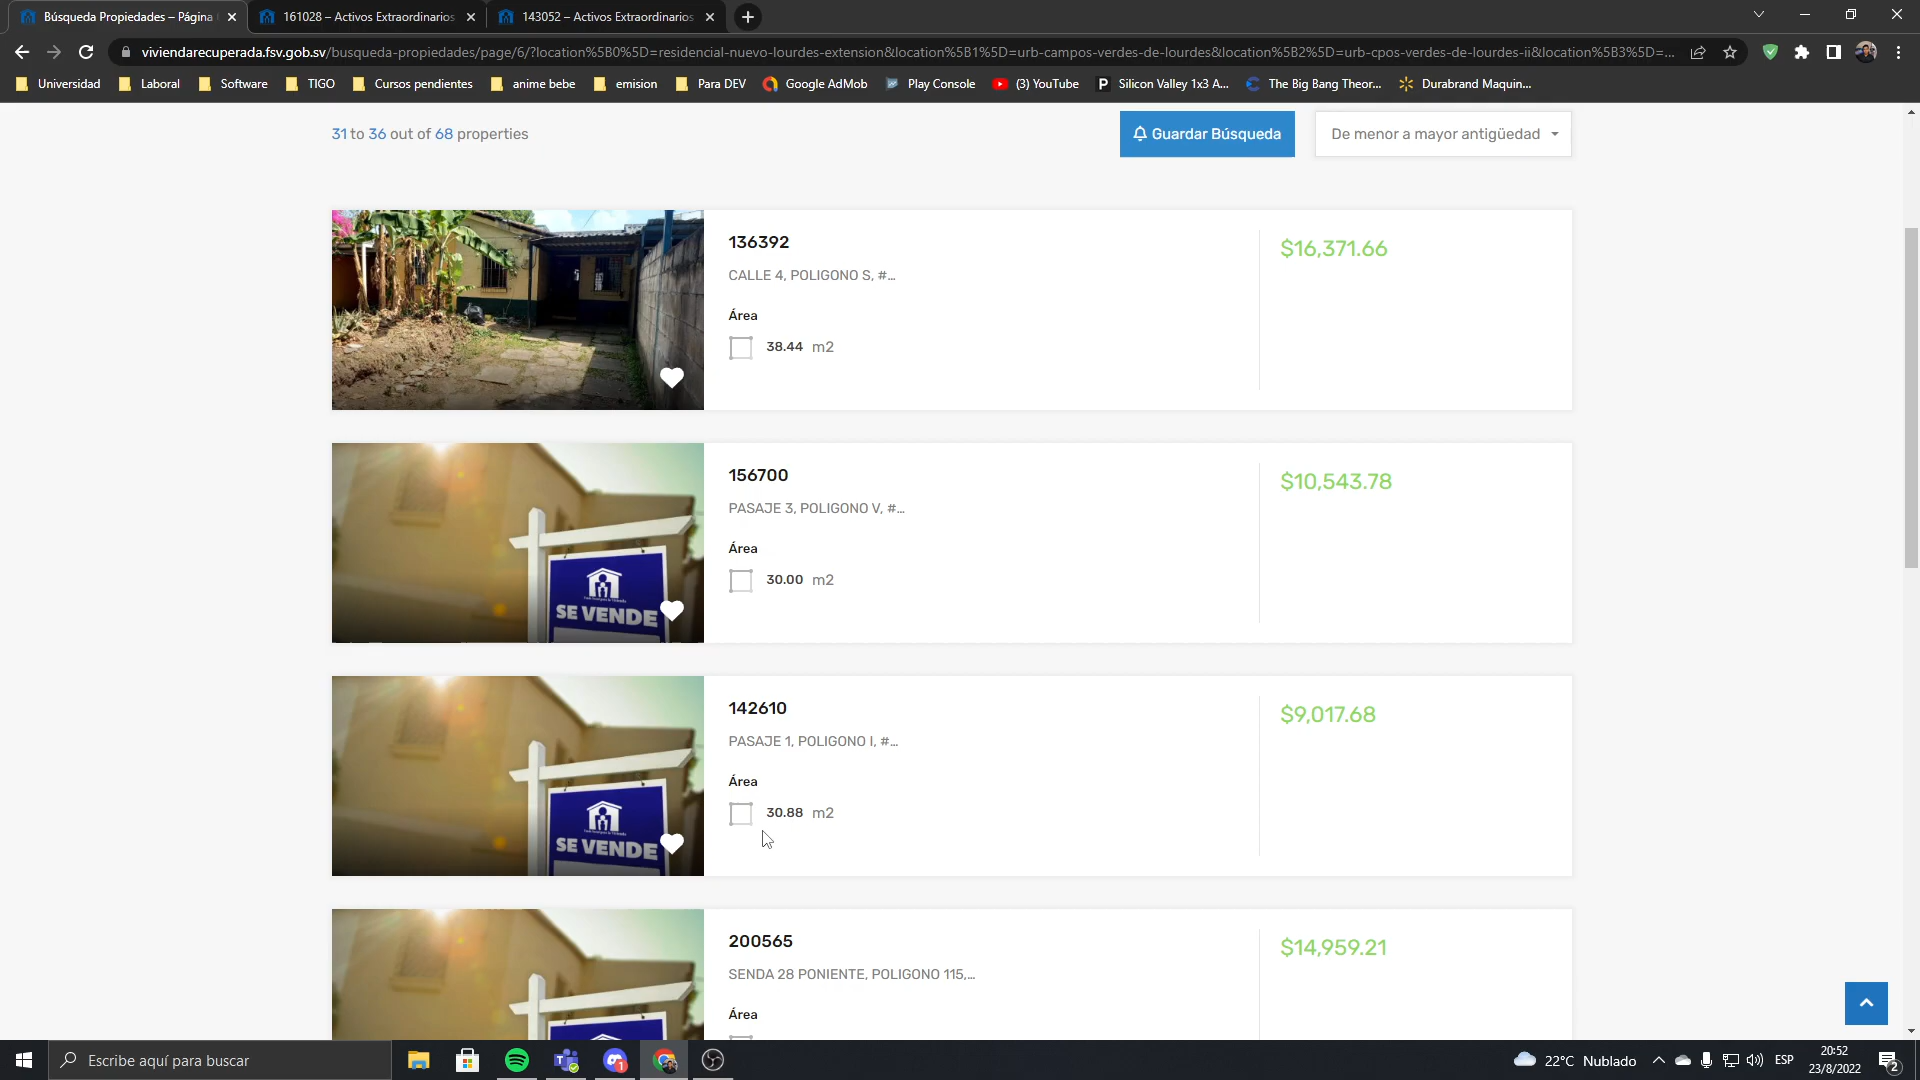 Búsqueda Propiedades – Página
161028 – Activos Extraordinarios
143052 – Activos Extraordinarios
viviendarecuperada.fsv.gob.sv/busqueda-propiedades/page/6/?location%5B0%5D=residencial-nuevo-lourdes-extension&location%5B1%5D=urb-campos-verdes-de-lourdes&location%5B2%5D=urb-cpos-verdes-de-lourdes-ii&location%5B3%5D=...
Universidad
Laboral
Software
TIGO
Cursos pendientes
anime bebe
emision
Para DEV
Google AdMob
Play Console
(3) YouTube
Silicon Valley 1x3 A...
The Big Bang Theor...
Durabrand Maquin...
31 to 36 out of 68 properties
Guardar Búsqueda
De menor a mayor antigüedad
136392
$16,371.66
CALLE 4, POLIGONO S, #...
Área
38.44 m2
156700
$10,543.78
PASAJE 3, POLIGONO V, #...
Área
30.00 m2
SE VENDE
142610
$9,017.68
PASAJE 1, POLIGONO I, #...
Área
30.88 m2
SE VENDE
200565
$14,959.21
SENDA 28 PONIENTE, POLIGONO 115,...
Área
Escribe aquí para buscar
1
22°C Nublado
ESP
20:52
23/8/2022
2